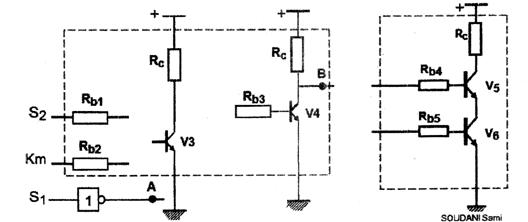 +
+
+
Rc
Rc
Rc
B
Rb1
S2
Rb3
V4
Rb4
V5
V3
Rb5
V6
Rb2
Km
S1
1
A
SOUDANI Sami